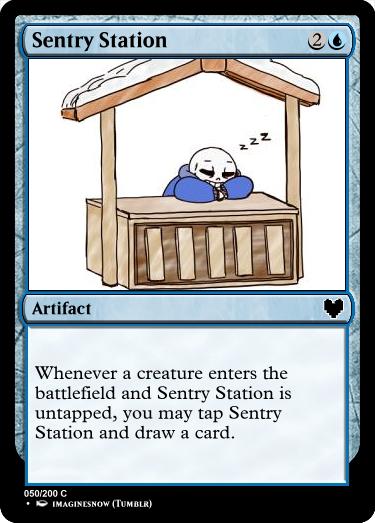 Sentry Station 2
z z z
Artifact
Whenever a creature enters the
battlefield and Sentry Station is
untapped, you may tap Sentry
Station and draw a card.
050/200 C
• IMAGINESNOW (TUMBLR)